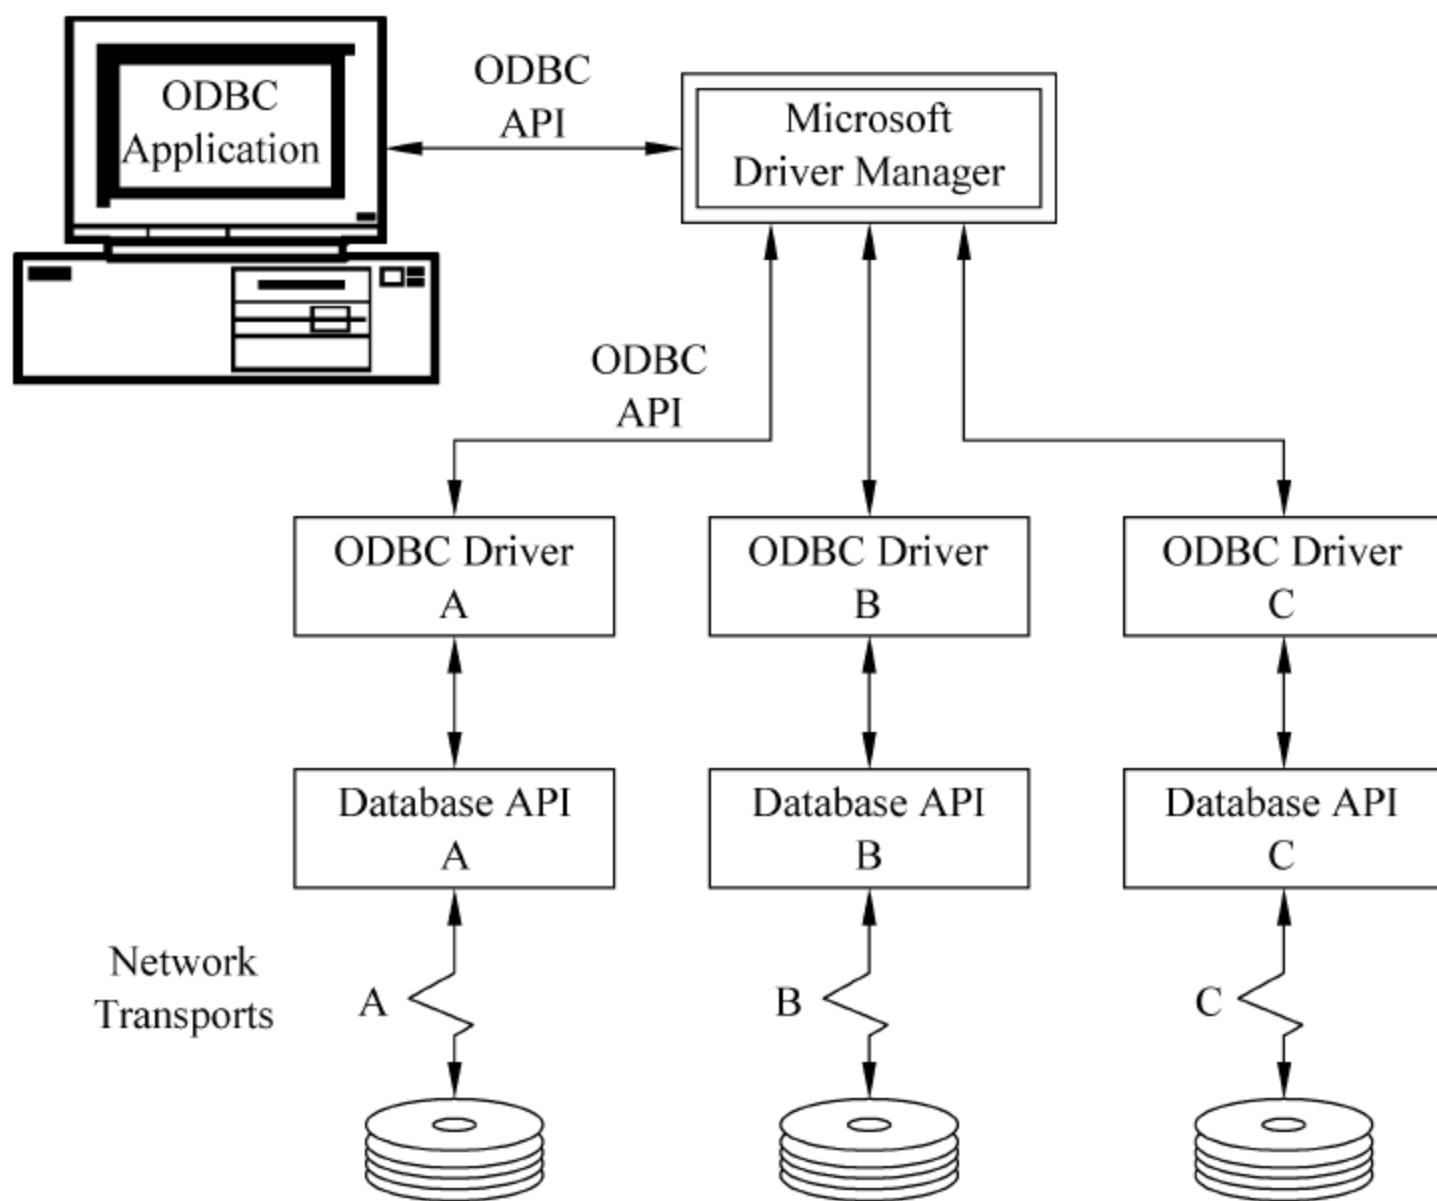 ODBC
Application
ODBC
API
Microsoft
Driver Manager
ODBC
API
ODBC Driver
A
ODBC Driver
B
ODBC Driver
C
Database API
A
Database API
B
Database API
C
Network
Transports
A
B
C